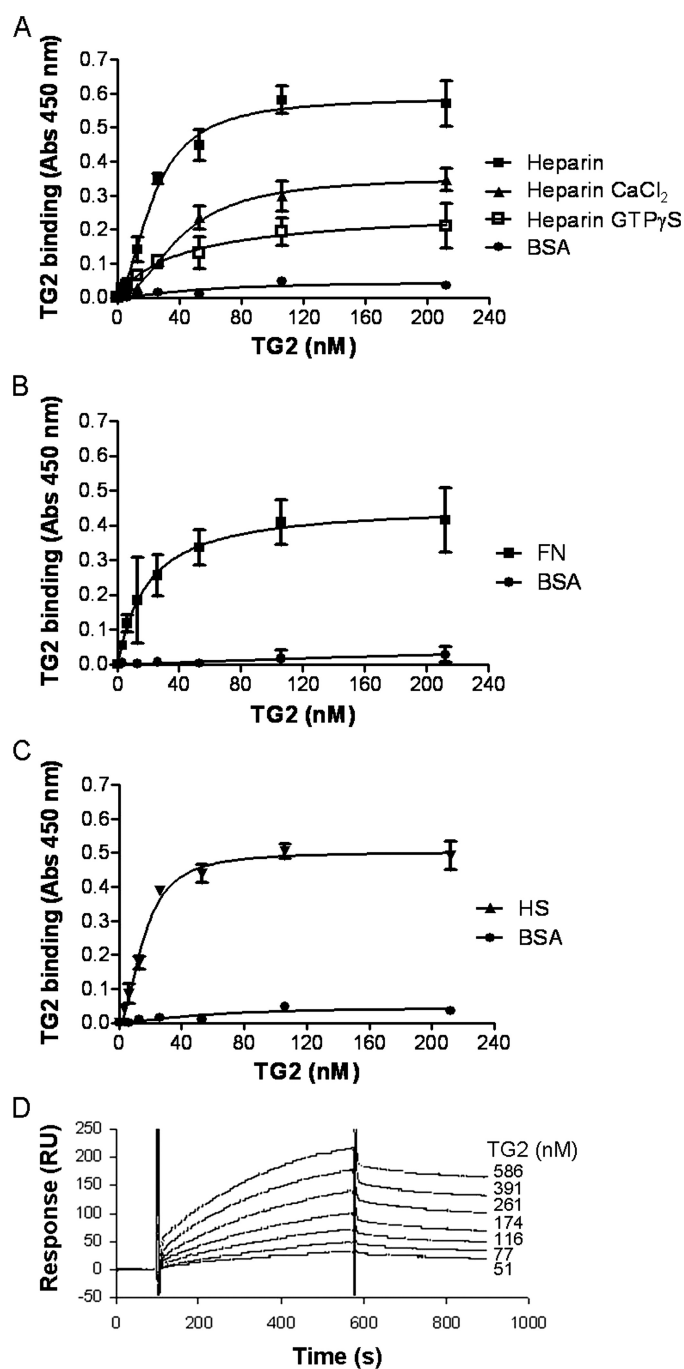 A
TG2 binding (Abs 450 nm)
0.7
0.6
0.5
0.4
0.3
0.2
0.1
0.0
0 40 80 120 160 200 240
TG2 (nM)
Heparin
Heparin CaCl₂
Heparin GTPγS
BSA
B
TG2 binding (Abs 450 nm)
0.7
0.6
0.5
0.4
0.3
0.2
0.1
0.0
0 40 80 120 160 200 240
TG2 (nM)
FN
BSA
C
TG2 binding (Abs 450 nm)
0.7
0.6
0.5
0.4
0.3
0.2
0.1
0.0
0 40 80 120 160 200 240
TG2 (nM)
HS
BSA
D
Response (RU)
250
200
150
100
50
0
-50
0 200 400 600 800 1000
Time (s)
TG2 (nM)
586
391
261
174
116
77
51